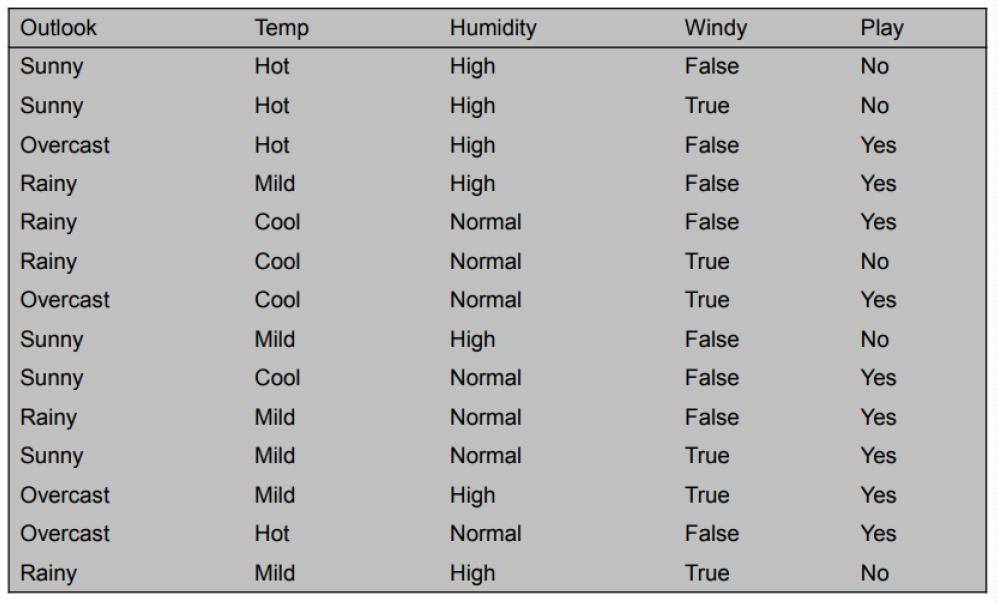 Outlook Temp Humidity Windy Play
Sunny Hot High False No
Sunny Hot High True No
Overcast Hot High False Yes
Rainy Mild High False Yes
Rainy Cool Normal False Yes
Rainy Cool Normal True No
Overcast Cool Normal True Yes
Sunny Mild High False No
Sunny Cool Normal False Yes
Rainy Mild Normal False Yes
Sunny Mild Normal True Yes
Overcast Mild High True Yes
Overcast Hot Normal False Yes
Rainy Mild High True No